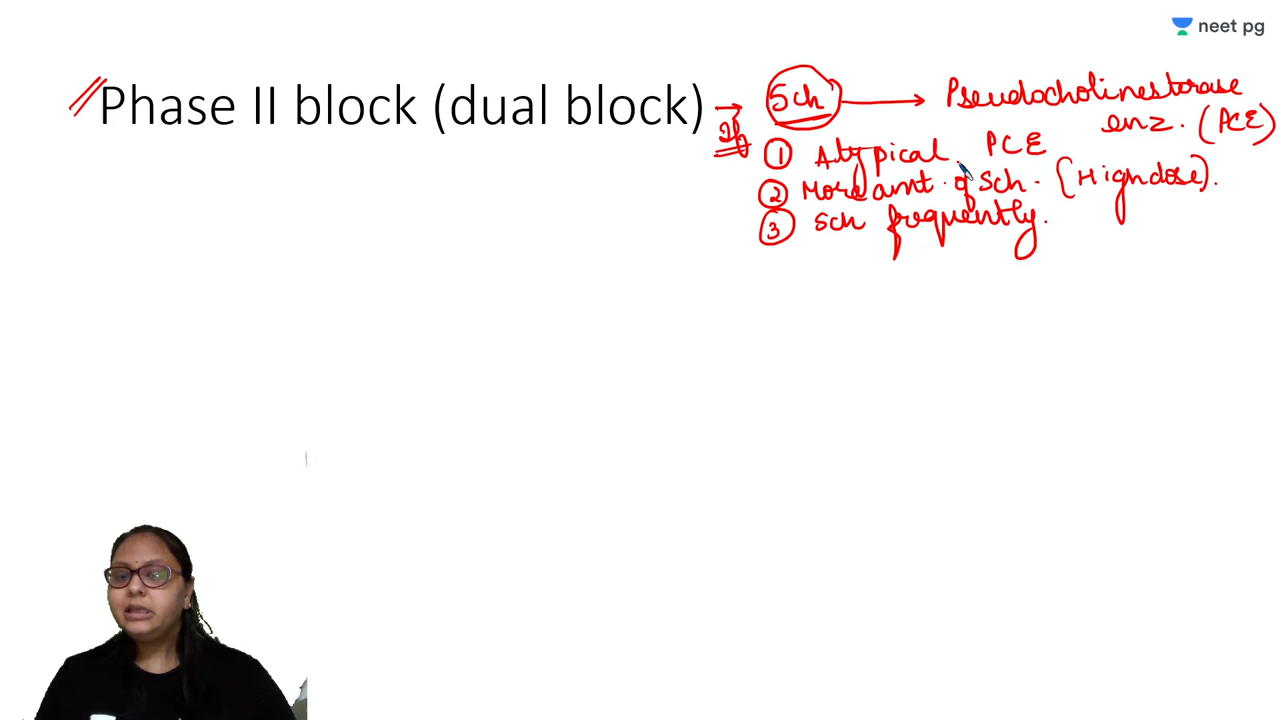 neet pg
Phase II block (dual block) → Sch → Pseudocholinesterase
enz. (PCE)
If
① Atypical PCE
② More amt. of Sch. (High dose).
③ Sch frequently.